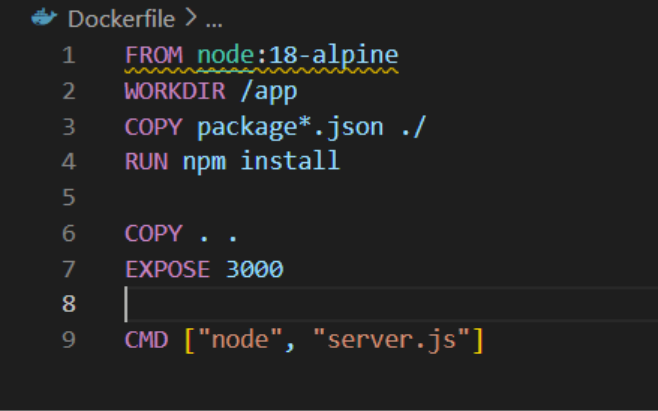 Dockerfile > ...
1 FROM node:18-alpine
2 WORKDIR /app
3 COPY package*.json ./
4 RUN npm install
5
6 COPY . .
7 EXPOSE 3000
8
9 CMD ["node", "server.js"]